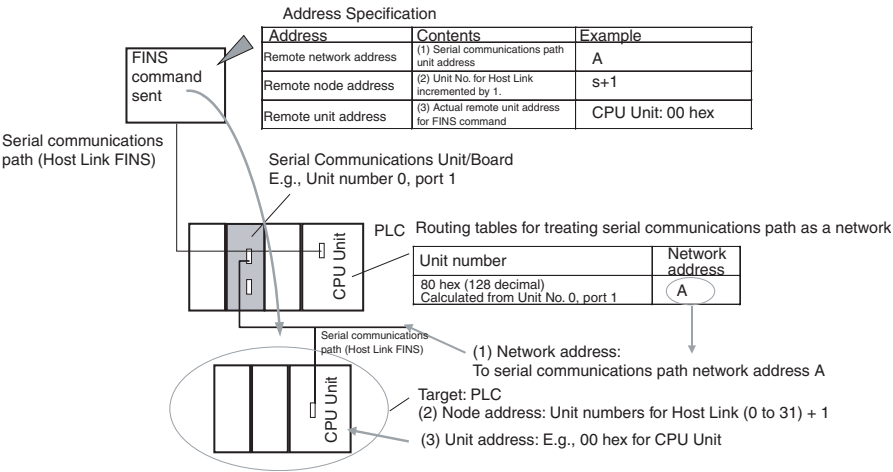 Address Specification
Address Contents Example
Remote network address (1) Serial communications path unit address A
Remote node address (2) Unit No. for Host Link incremented by 1. s+1
Remote unit address (3) Actual remote unit address for FINS command CPU Unit: 00 hex
FINS
command
sent
Serial communications
path (Host Link FINS)
Serial Communications Unit/Board
E.g., Unit number 0, port 1
CPU Unit
PLC
Routing tables for treating serial communications path as a network
Unit number Network address
80 hex (128 decimal)
Calculated from Unit No. 0, port 1
A
Serial communications
path (Host Link FINS)
(1) Network address:
To serial communications path network address A
CPU Unit
Target: PLC
(2) Node address: Unit numbers for Host Link (0 to 31) + 1
(3) Unit address: E.g., 00 hex for CPU Unit